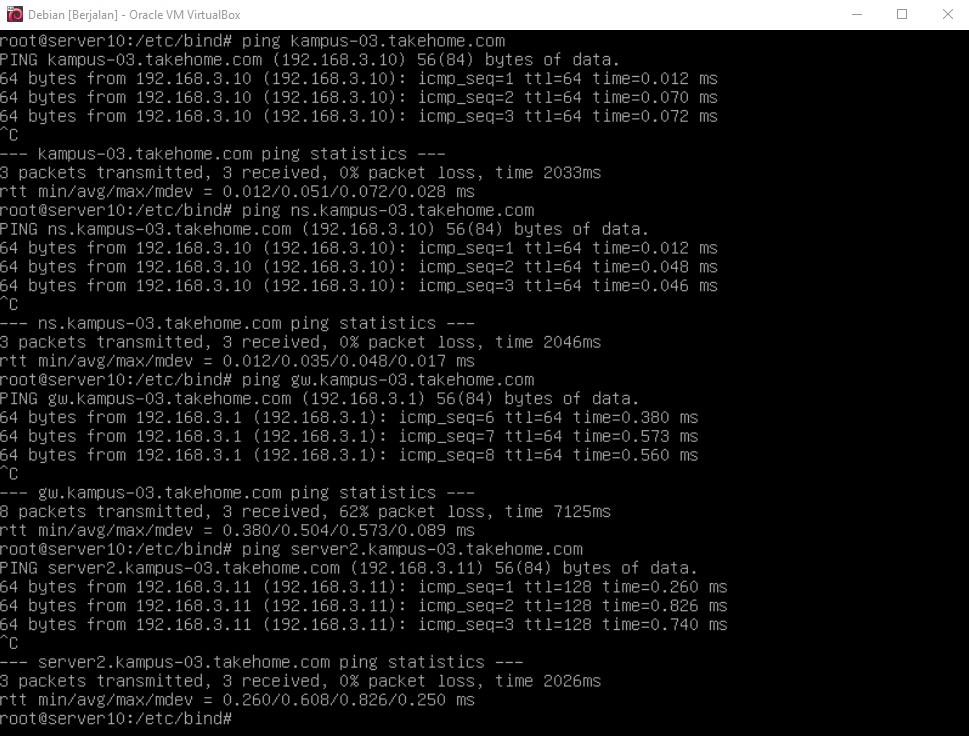 Debian [Berjalan] - Oracle VM VirtualBox
root@server10:/etc/bind# ping kampus-03.takehome.com
PING kampus-03.takehome.com (192.168.3.10) 56(84) bytes of data.
64 bytes from 192.168.3.10 (192.168.3.10): icmp_seq=1 ttl=64 time=0.012 ms
64 bytes from 192.168.3.10 (192.168.3.10): icmp_seq=2 ttl=64 time=0.070 ms
64 bytes from 192.168.3.10 (192.168.3.10): icmp_seq=3 ttl=64 time=0.072 ms
^C
--- kampus-03.takehome.com ping statistics ---
3 packets transmitted, 3 received, 0% packet loss, time 2033ms
rtt min/avg/max/mdev = 0.012/0.051/0.072/0.028 ms
root@server10:/etc/bind# ping ns.kampus-03.takehome.com
PING ns.kampus-03.takehome.com (192.168.3.10) 56(84) bytes of data.
64 bytes from 192.168.3.10 (192.168.3.10): icmp_seq=1 ttl=64 time=0.012 ms
64 bytes from 192.168.3.10 (192.168.3.10): icmp_seq=2 ttl=64 time=0.048 ms
64 bytes from 192.168.3.10 (192.168.3.10): icmp_seq=3 ttl=64 time=0.046 ms
^C
--- ns.kampus-03.takehome.com ping statistics ---
3 packets transmitted, 3 received, 0% packet loss, time 2046ms
rtt min/avg/max/mdev = 0.012/0.035/0.048/0.017 ms
root@server10:/etc/bind# ping gw.kampus-03.takehome.com
PING gw.kampus-03.takehome.com (192.168.3.1) 56(84) bytes of data.
64 bytes from 192.168.3.1 (192.168.3.1): icmp_seq=6 ttl=64 time=0.380 ms
64 bytes from 192.168.3.1 (192.168.3.1): icmp_seq=7 ttl=64 time=0.573 ms
64 bytes from 192.168.3.1 (192.168.3.1): icmp_seq=8 ttl=64 time=0.560 ms
^C
--- gw.kampus-03.takehome.com ping statistics ---
8 packets transmitted, 3 received, 62% packet loss, time 7125ms
rtt min/avg/max/mdev = 0.380/0.504/0.573/0.089 ms
root@server10:/etc/bind# ping server2.kampus-03.takehome.com
PING server2.kampus-03.takehome.com (192.168.3.11) 56(84) bytes of data.
64 bytes from 192.168.3.11 (192.168.3.11): icmp_seq=1 ttl=128 time=0.260 ms
64 bytes from 192.168.3.11 (192.168.3.11): icmp_seq=2 ttl=128 time=0.826 ms
64 bytes from 192.168.3.11 (192.168.3.11): icmp_seq=3 ttl=128 time=0.740 ms
^C
--- server2.kampus-03.takehome.com ping statistics ---
3 packets transmitted, 3 received, 0% packet loss, time 2026ms
rtt min/avg/max/mdev = 0.260/0.608/0.826/0.250 ms
root@server10:/etc/bind#